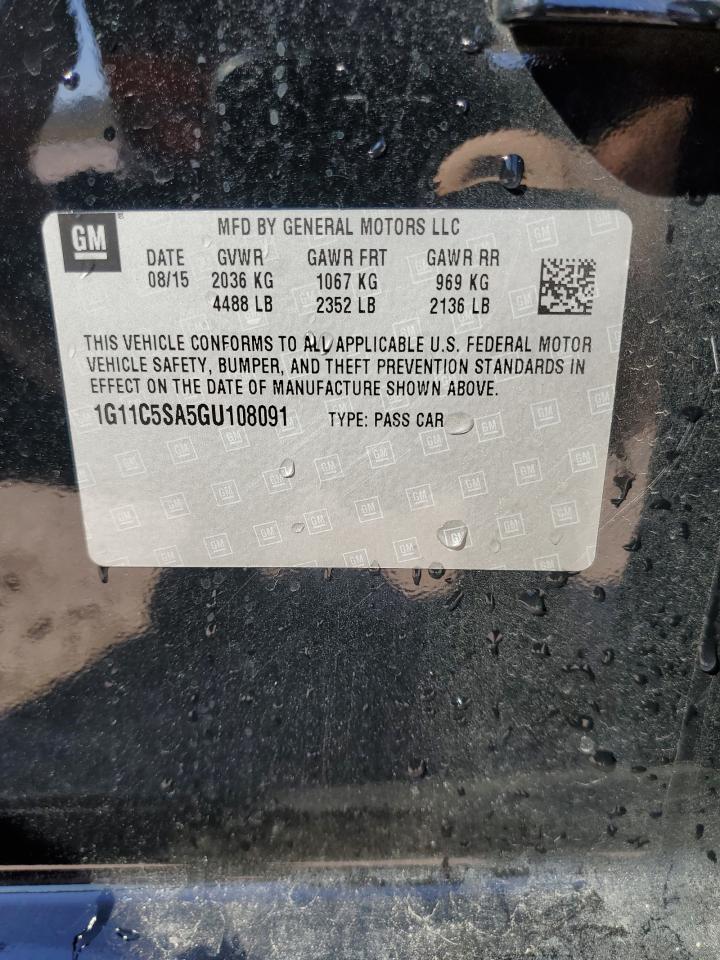 GM ® MFD BY GENERAL MOTORS LLC
DATE GVWR GAWR FRT GAWR RR
08/15 2036 KG 1067 KG 969 KG
4488 LB 2352 LB 2136 LB
THIS VEHICLE CONFORMS TO ALL APPLICABLE U.S. FEDERAL MOTOR
VEHICLE SAFETY, BUMPER, AND THEFT PREVENTION STANDARDS IN
EFFECT ON THE DATE OF MANUFACTURE SHOWN ABOVE.
1G11C5SA5GU108091 TYPE: PASS CAR